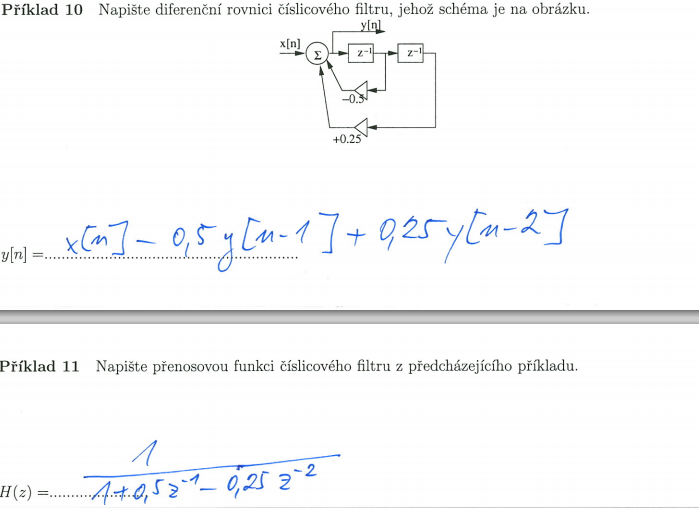 Příklad 10 Napište diferenční rovnici číslicového filtru, jehož schéma je na obrázku.
y[n]
x[n]
Σ
z⁻¹
z⁻¹
−0.5
+0.25
y[n] =.......... x[n] − 0,5 y[n-1] + 0,25 y[n-2]
Příklad 11 Napište přenosovou funkci číslicového filtru z předcházejícího příkladu.
1
H(z) =.......... 1 + 0,5 z⁻¹ − 0,25 z⁻²